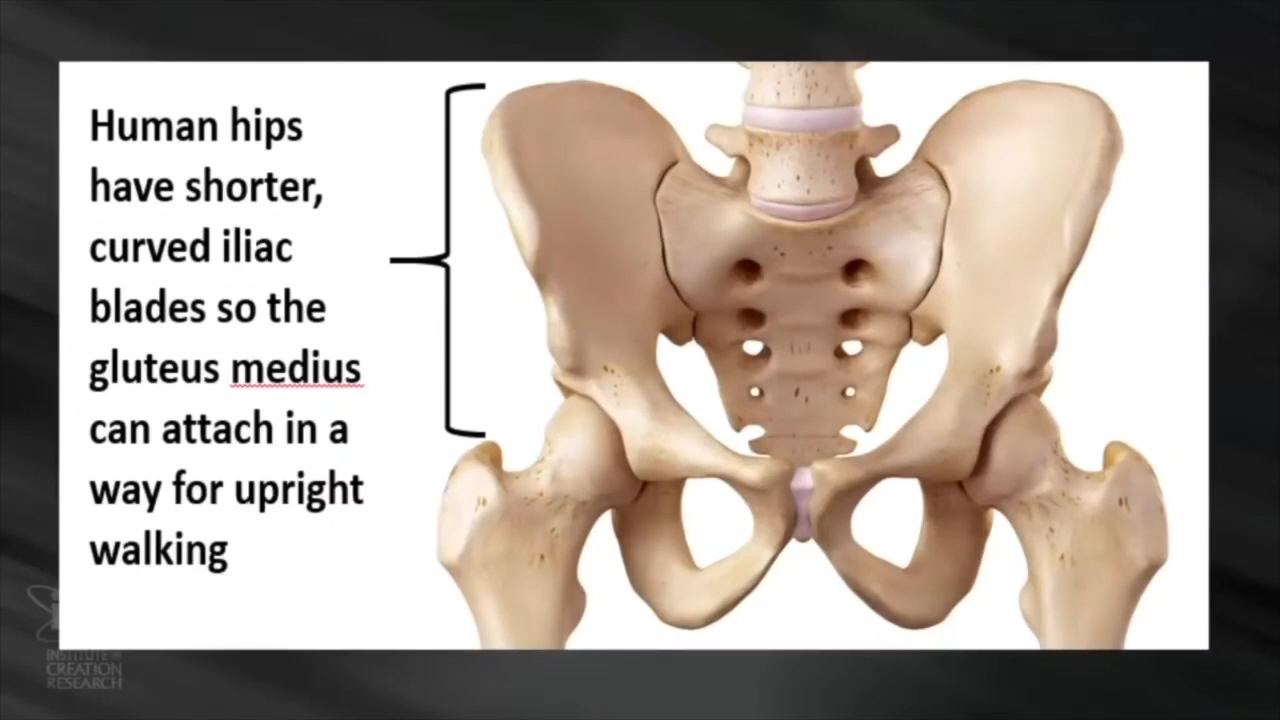 Human hips
have shorter,
curved iliac
blades so the
gluteus medius
can attach in a
way for upright
walking
INSTITUTE for
CREATION
RESEARCH